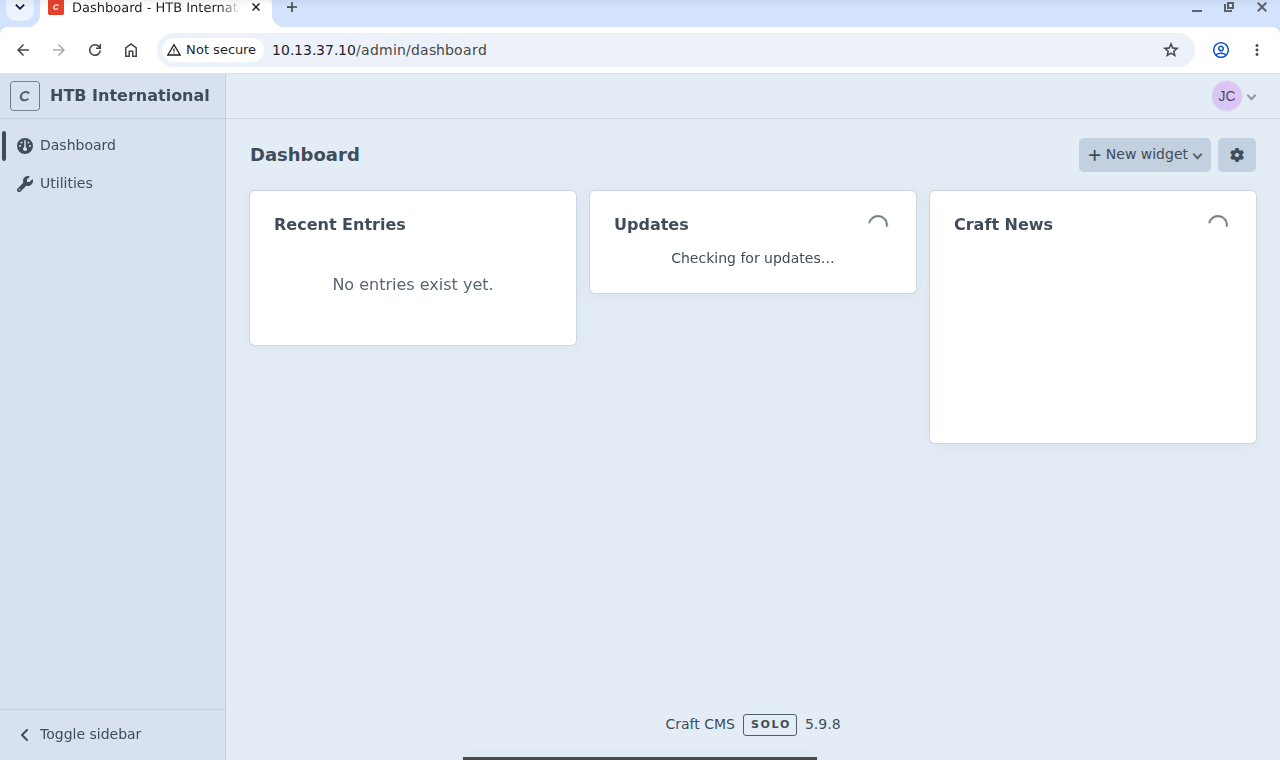 Dashboard - HTB Internat
Not secure
10.13.37.10/admin/dashboard
C HTB International
JC
Dashboard
Utilities
Dashboard
New widget
Recent Entries
No entries exist yet.
Updates
Checking for updates…
Craft News
Toggle sidebar
Craft CMS SOLO 5.9.8